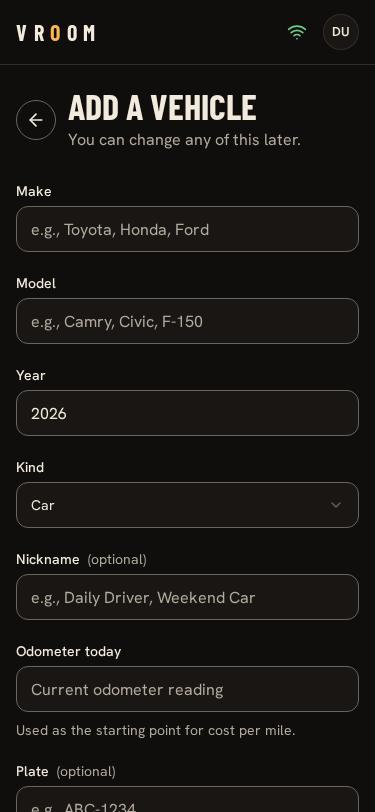 VROOM
DU
ADD A VEHICLE
You can change any of this later.
Make
e.g., Toyota, Honda, Ford
Model
e.g., Camry, Civic, F-150
Year
2026
Kind
Car
Nickname (optional)
e.g., Daily Driver, Weekend Car
Odometer today
Current odometer reading
Used as the starting point for cost per mile.
Plate (optional)
e.g., ABC-1234